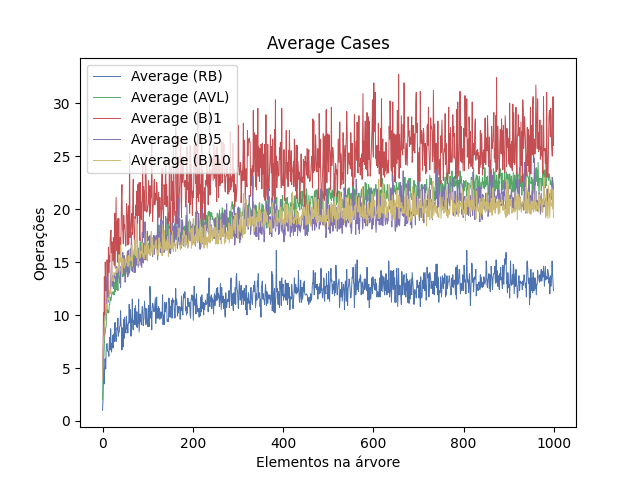 Average Cases
Average (RB)
Average (AVL)
Average (B)1
Average (B)5
Average (B)10
Operações
30
25
20
15
10
5
0
0 200 400 600 800 1000
Elementos na árvore